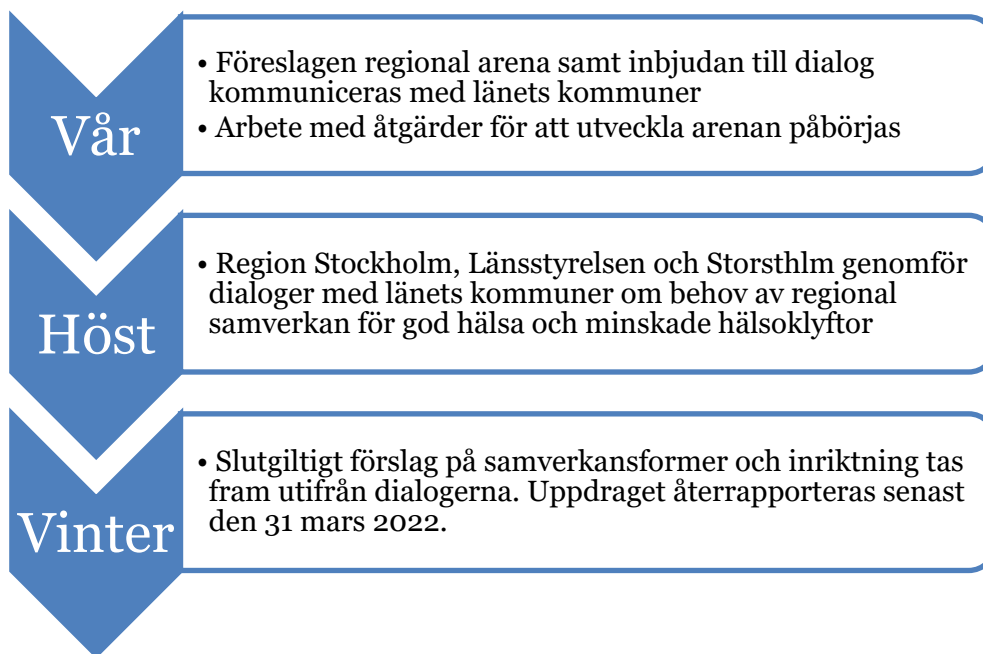 Vår
• Föreslagen regional arena samt inbjudan till dialog
kommuniceras med länets kommuner
• Arbete med åtgärder för att utveckla arenan påbörjas
Höst
• Region Stockholm, Länsstyrelsen och Storsthlm genomför
dialoger med länets kommuner om behov av regional
samverkan för god hälsa och minskade hälsoklyftor
Vinter
• Slutgiltigt förslag på samverkansformer och inriktning tas
fram utifrån dialogerna. Uppdraget återrapporteras senast
den 31 mars 2022.